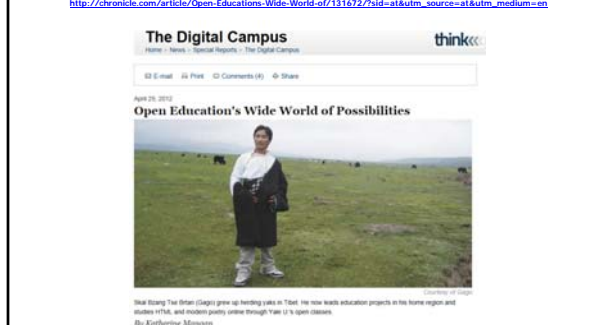 http://chronicle.com/article/Open-Educations-Wide-World-of/131672/?sid=at&utm_source=at&utm_medium=en
The Digital Campus
think
Home > News > Special Reports > The Digital Campus
E-mail Print Comments (4) Share
April 29, 2012
Open Education's Wide World of Possibilities
Courtesy of Gago
Skal Bzang Tse Brtan (Gago) grew up herding yaks in Tibet. He now leads education projects in his home region and
studies HTML and modern poetry online through Yale U.'s open classes.
By Katherine Mangan